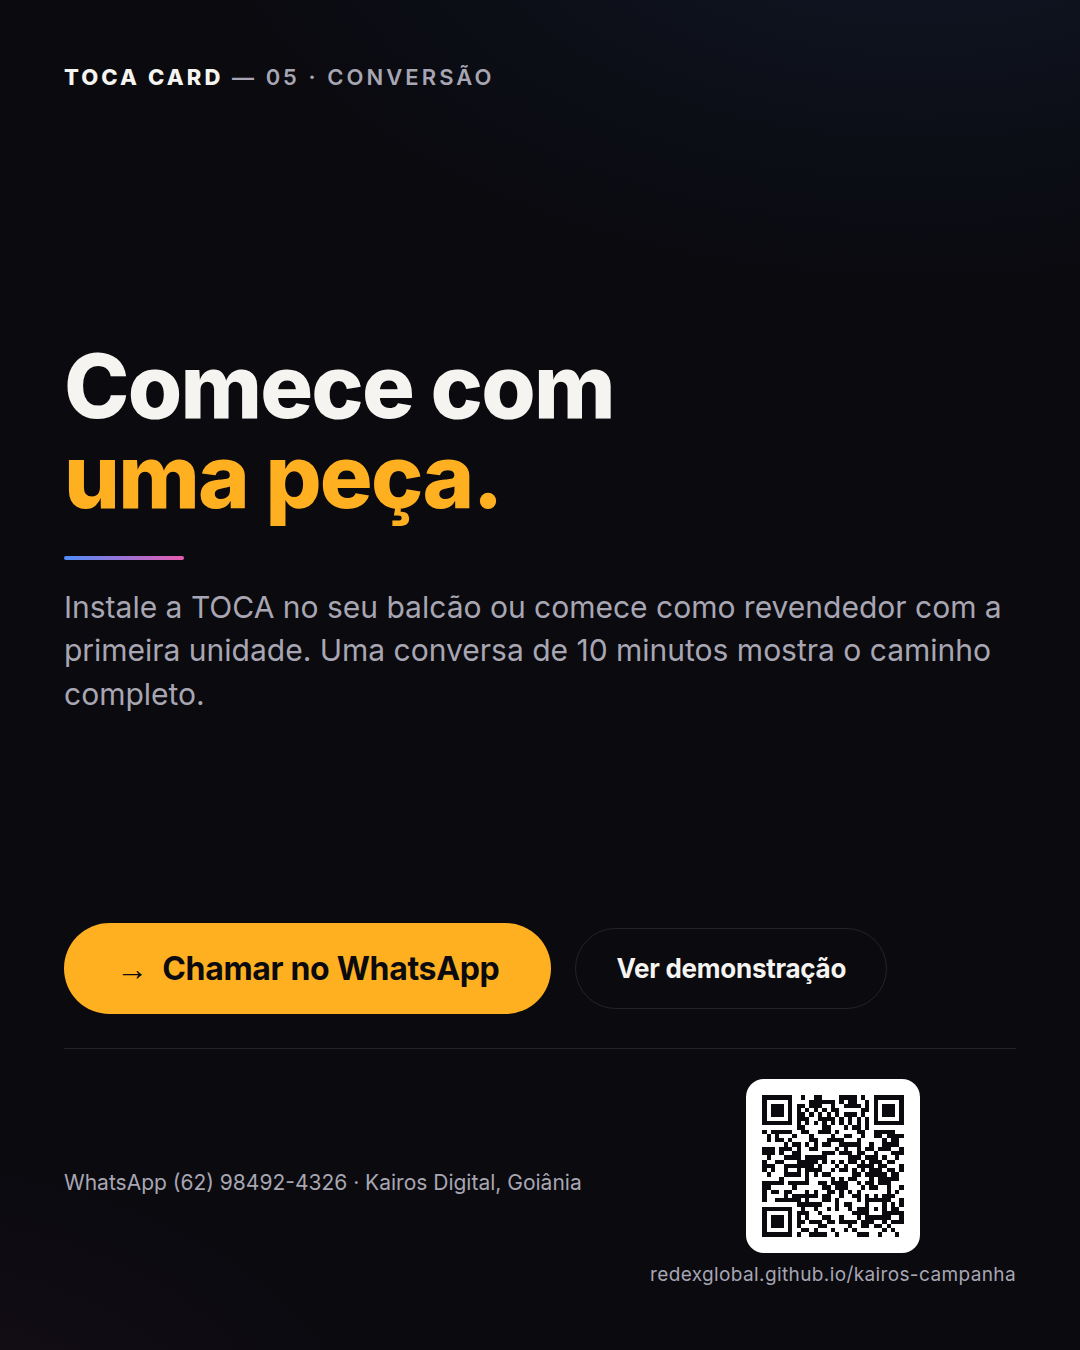 TOCA CARD — 05 · CONVERSÃO
Comece com
uma peça.
Instale a TOCA no seu balcão ou comece como revendedor com a
primeira unidade. Uma conversa de 10 minutos mostra o caminho
completo.
→ Chamar no WhatsApp
Ver demonstração
WhatsApp (62) 98492-4326 · Kairos Digital, Goiânia
redexglobal.github.io/kairos-campanha